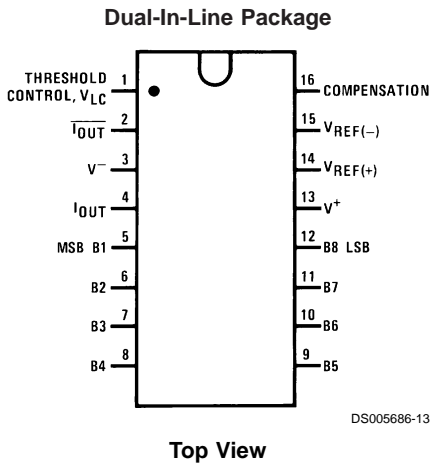 Dual-In-Line Package
THRESHOLD
CONTROL, VLC
1
16
COMPENSATION
IOUT
2
15
VREF(−)
V−
3
14
VREF(+)
IOUT
4
13
V+
MSB B1
5
12
B8 LSB
B2
6
11
B7
B3
7
10
B6
B4
8
9
B5
DS005686-13
Top View